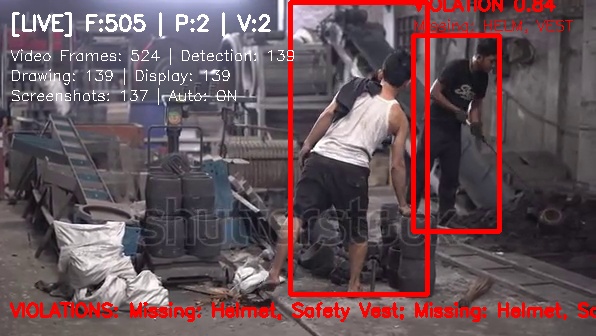 [LIVE] F:505 | P:2 | V:2
VIOLATION 0.84
Missing: HELM, VEST
Video Frames: 524 | Detection: 139
Drawing: 139 | Display: 139
Screenshots: 137 | Auto: ON
shutterstock
VIOLATIONS: Missing: Helmet, Safety Vest; Missing: Helmet, Sa